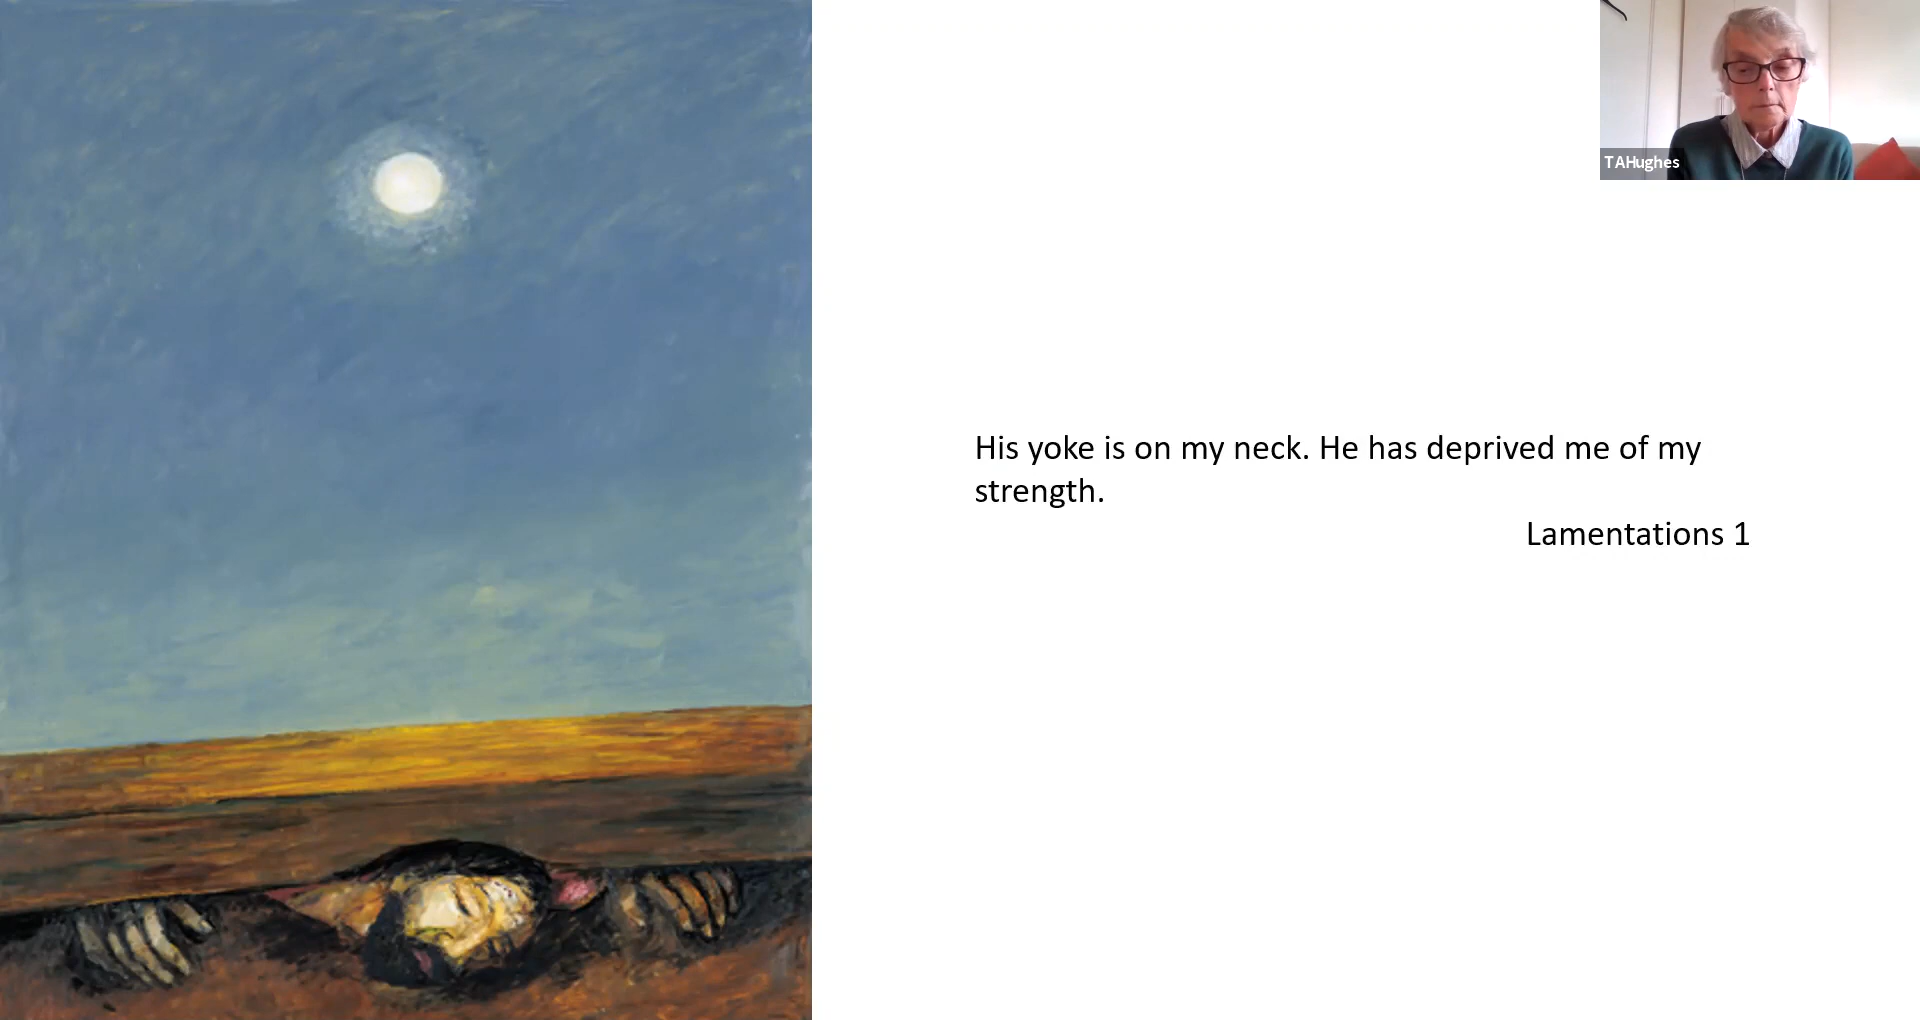 TAHughes
His yoke is on my neck. He has deprived me of my
strength.
Lamentations 1